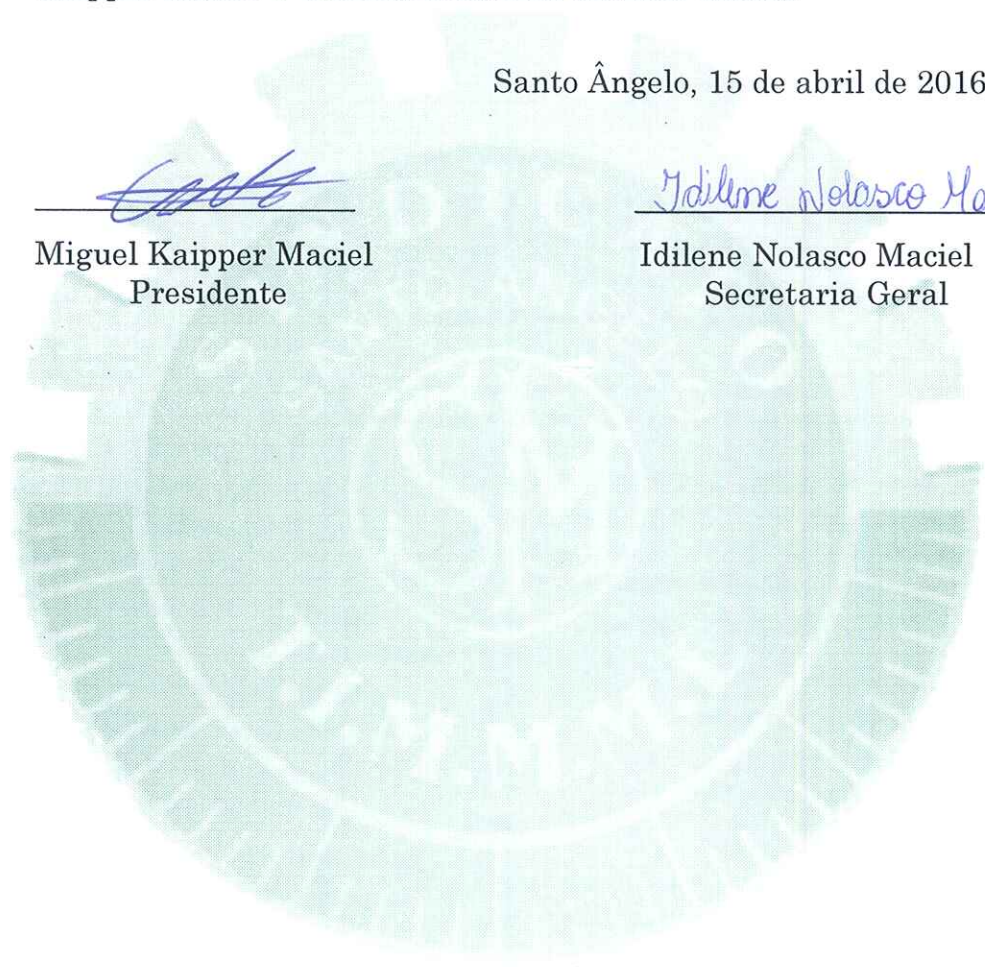 Santo Ângelo, 15 de abril de 2016
Idilene Nolasco
Miguel Kaipper Maciel
Idilene Nolasco Maciel
Presidente
Secretaria Geral
S
T.I.M.M.M.E